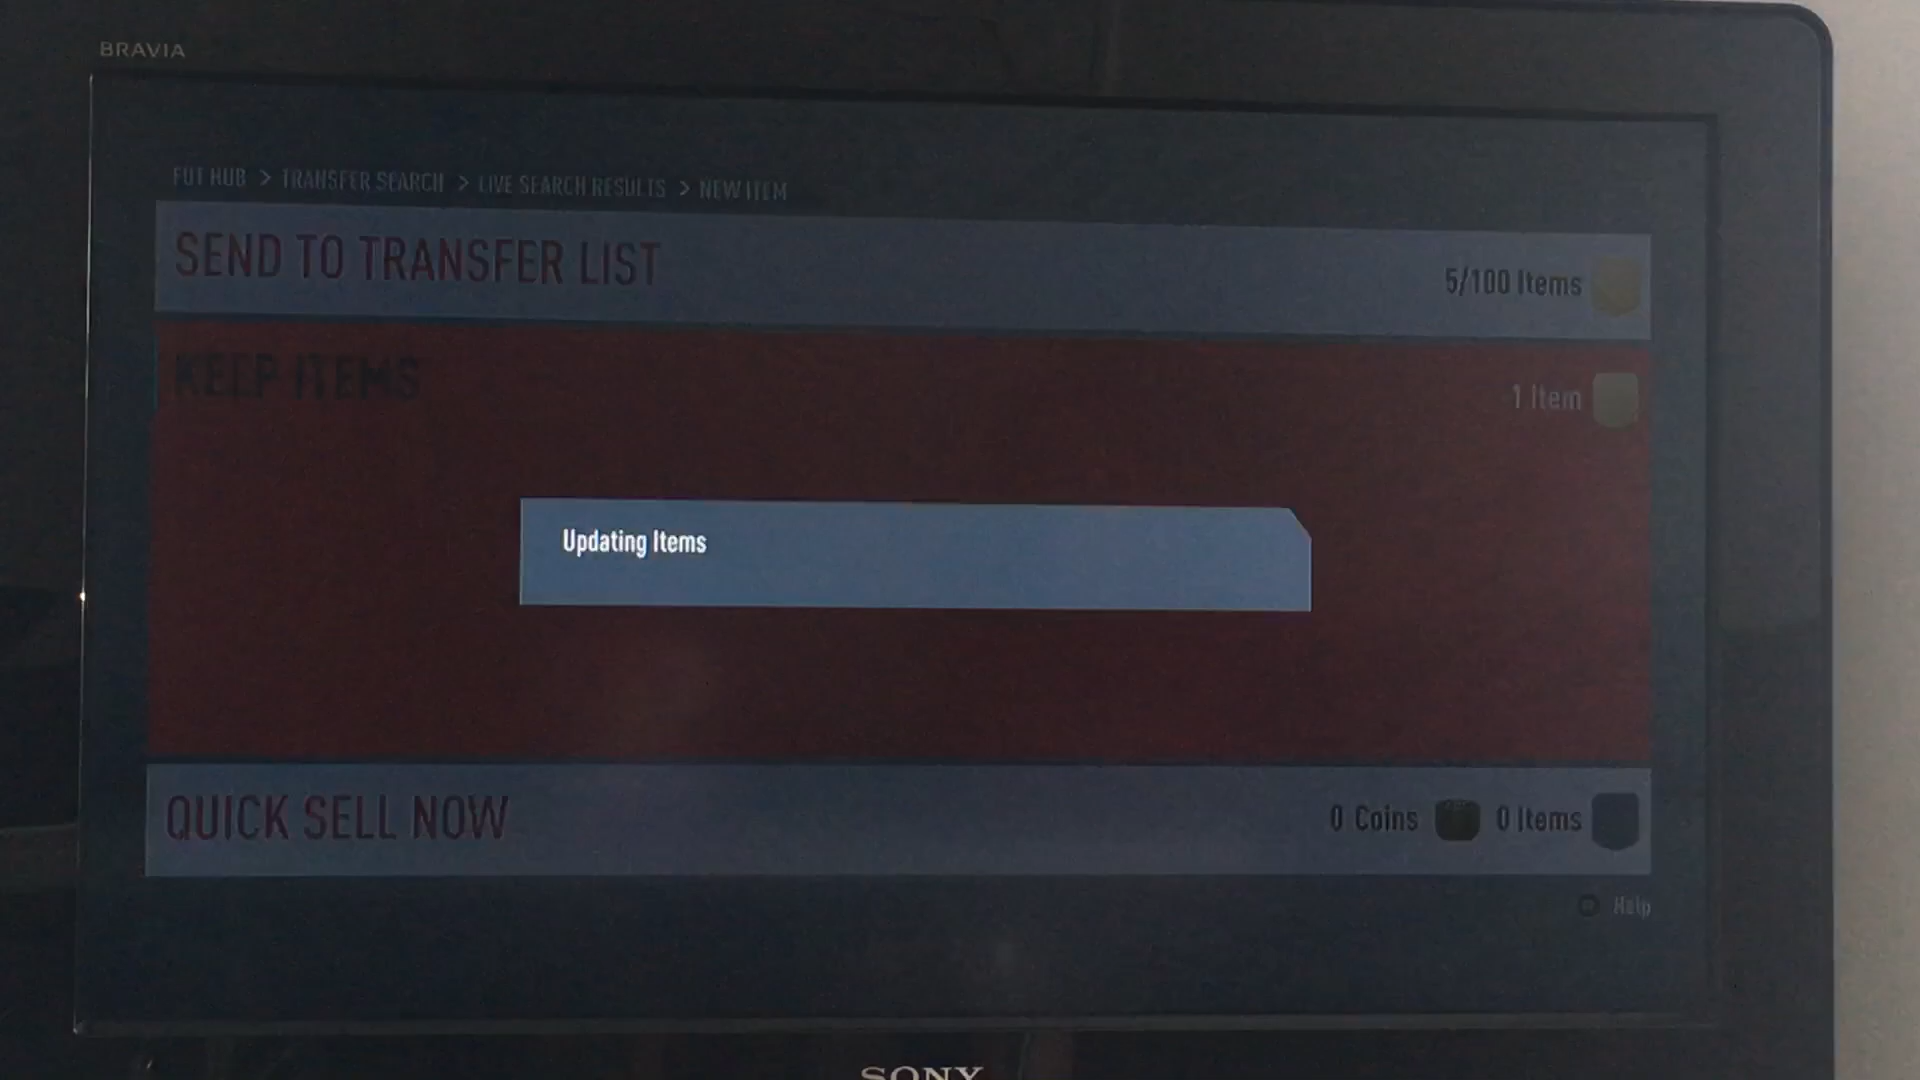 BRAVIA
FUT HUB > TRANSFER SEARCH > LIVE SEARCH RESULTS > NEW ITEM
SEND TO TRANSFER LIST
5/100 Items
KEEP ITEMS
1 Item
Updating Items
QUICK SELL NOW
0 Coins 0 Items
Help
SONY